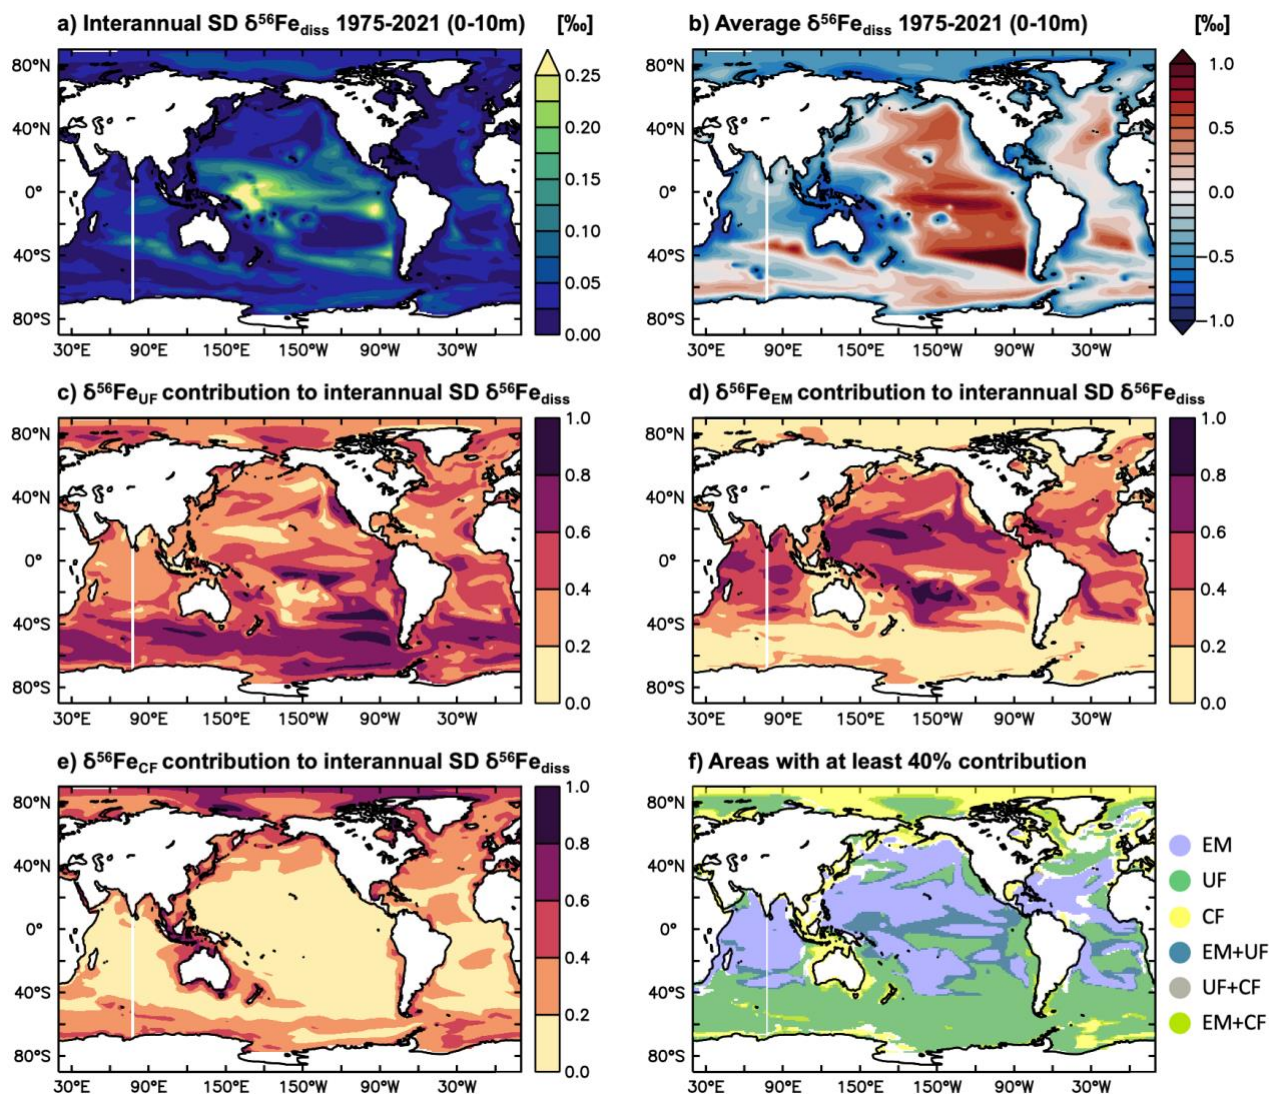 a) Interannual SD δ⁵⁶Fe_diss 1975-2021 (0-10m) [‰]
b) Average δ⁵⁶Fe_diss 1975-2021 (0-10m) [‰]
80°N
40°N
0°
40°S
80°S
30°E 90°E 150°E 150°W 90°W 30°W
0.25
0.20
0.15
0.10
0.05
0.00
80°N
40°N
0°
40°S
80°S
30°E 90°E 150°E 150°W 90°W 30°W
1.0
0.5
0.0
−0.5
−1.0
c) δ⁵⁶Fe_UF contribution to interannual SD δ⁵⁶Fe_diss
d) δ⁵⁶Fe_EM contribution to interannual SD δ⁵⁶Fe_diss
80°N
40°N
0°
40°S
80°S
30°E 90°E 150°E 150°W 90°W 30°W
1.0
0.8
0.6
0.4
0.2
0.0
80°N
40°N
0°
40°S
80°S
30°E 90°E 150°E 150°W 90°W 30°W
1.0
0.8
0.6
0.4
0.2
0.0
e) δ⁵⁶Fe_CF contribution to interannual SD δ⁵⁶Fe_diss
f) Areas with at least 40% contribution
80°N
40°N
0°
40°S
80°S
30°E 90°E 150°E 150°W 90°W 30°W
1.0
0.8
0.6
0.4
0.2
0.0
80°N
40°N
0°
40°S
80°S
30°E 90°E 150°E 150°W 90°W 30°W
EM
UF
CF
EM+UF
UF+CF
EM+CF